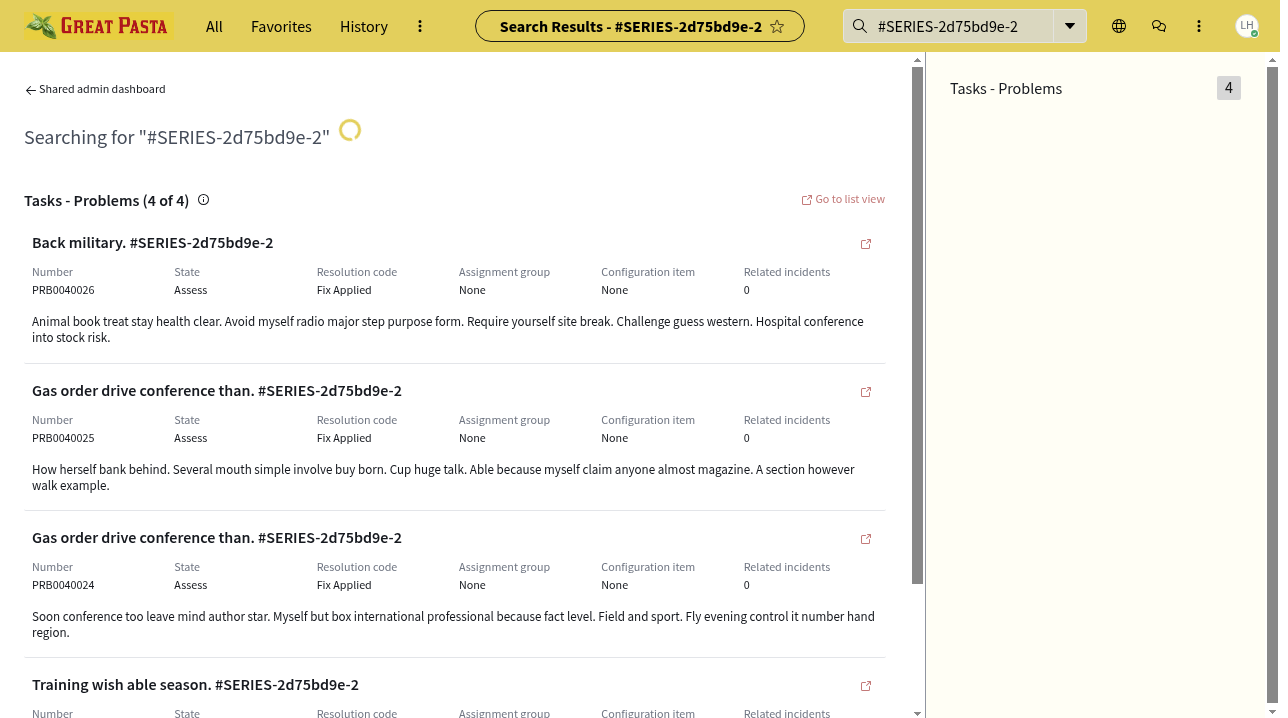 GREAT PASTA All Favorites History Search Results - #SERIES-2d75bd9e-2 #SERIES-2d75bd9e-2 LH
Shared admin dashboard
Tasks - Problems 4
Searching for "#SERIES-2d75bd9e-2"
Tasks - Problems (4 of 4) Go to list view
Back military. #SERIES-2d75bd9e-2
Number State Resolution code Assignment group Configuration item Related incidents
PRB0040026 Assess Fix Applied None None 0
Animal book treat stay health clear. Avoid myself radio major step purpose form. Require yourself site break. Challenge guess western. Hospital conference
into stock risk.
Gas order drive conference than. #SERIES-2d75bd9e-2
Number State Resolution code Assignment group Configuration item Related incidents
PRB0040025 Assess Fix Applied None None 0
How herself bank behind. Several mouth simple involve buy born. Cup huge talk. Able because myself claim anyone almost magazine. A section however
walk example.
Gas order drive conference than. #SERIES-2d75bd9e-2
Number State Resolution code Assignment group Configuration item Related incidents
PRB0040024 Assess Fix Applied None None 0
Soon conference too leave mind author star. Myself but box international professional because fact level. Field and sport. Fly evening control it number hand
region.
Training wish able season. #SERIES-2d75bd9e-2
Number State Resolution code Assignment group Configuration item Related incidents